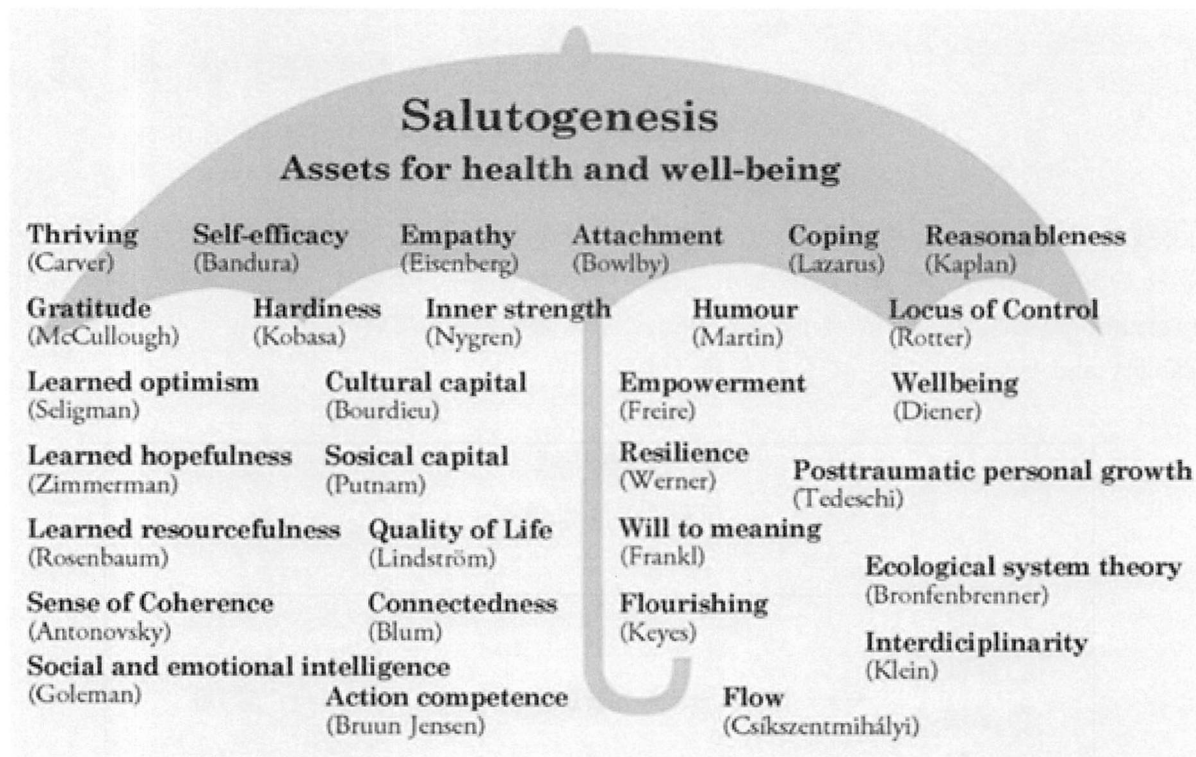 Salutogenesis
Assets for health and well-being
Thriving Self-efficacy Empathy Attachment Coping Reasonableness
(Carver) (Bandura) (Eisenberg) (Bowlby) (Lazarus) (Kaplan)
Gratitude Hardiness Inner strength Humour Locus of Control
(McCullough) (Kobasa) (Nygren) (Martin) (Rotter)
Learned optimism Cultural capital Empowerment Wellbeing
(Seligman) (Bourdieu) (Freire) (Diener)
Learned hopefulness Sosical capital Resilience Posttraumatic personal growth
(Zimmerman) (Putnam) (Werner) (Tedeschi)
Learned resourcefulness Quality of Life Will to meaning
(Rosenbaum) (Lindström) (Frankl)
Ecological system theory
(Bronfenbrenner)
Sense of Coherence Connectedness Flourishing
(Antonovsky) (Blum) (Keyes)
Interdiciplinarity
(Klein)
Social and emotional intelligence
(Goleman)
Action competence Flow
(Bruun Jensen) (Csíkszentmihályi)